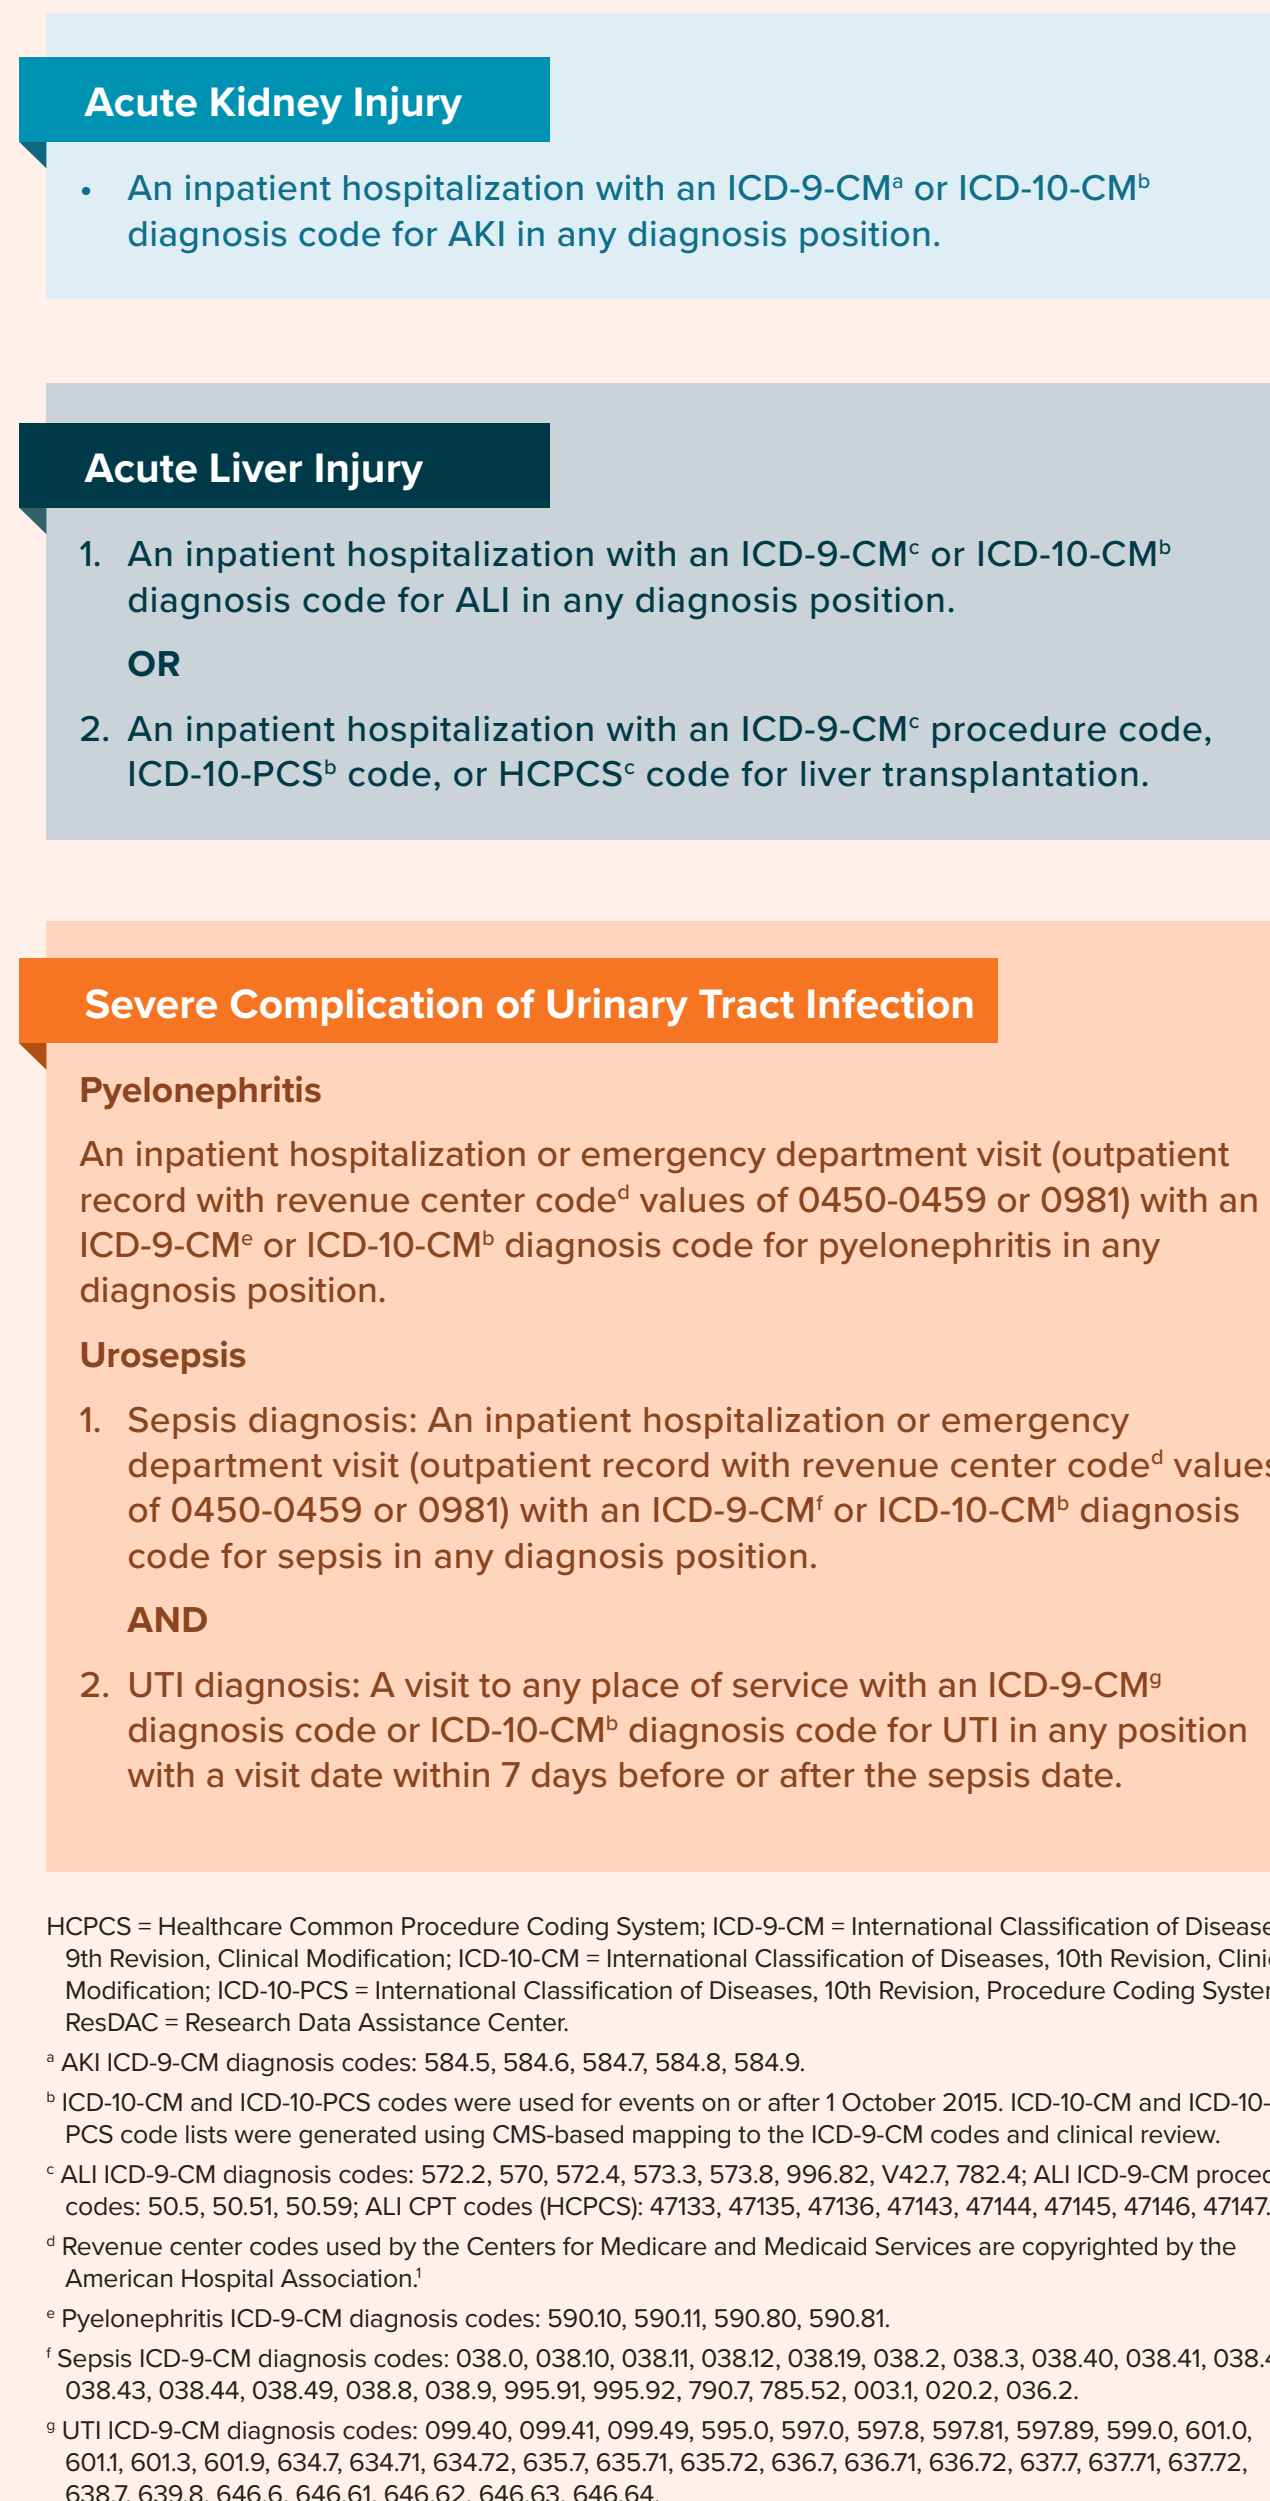 Acute Kidney Injury
• An inpatient hospitalization with an ICD-9-CMᵃ or ICD-10-CMᵇ
diagnosis code for AKI in any diagnosis position.
Acute Liver Injury
1. An inpatient hospitalization with an ICD-9-CMᶜ or ICD-10-CMᵇ
diagnosis code for ALI in any diagnosis position.
OR
2. An inpatient hospitalization with an ICD-9-CMᶜ procedure code,
ICD-10-PCSᵇ code, or HCPCSᶜ code for liver transplantation.
Severe Complication of Urinary Tract Infection
Pyelonephritis
An inpatient hospitalization or emergency department visit (outpatient
record with revenue center codeᵈ values of 0450-0459 or 0981) with an
ICD-9-CMᵉ or ICD-10-CMᵇ diagnosis code for pyelonephritis in any
diagnosis position.
Urosepsis
1. Sepsis diagnosis: An inpatient hospitalization or emergency
department visit (outpatient record with revenue center codeᵈ values
of 0450-0459 or 0981) with an ICD-9-CMᶠ or ICD-10-CMᵇ diagnosis
code for sepsis in any diagnosis position.
AND
2. UTI diagnosis: A visit to any place of service with an ICD-9-CMᵍ
diagnosis code or ICD-10-CMᵇ diagnosis code for UTI in any position
with a visit date within 7 days before or after the sepsis date.
HCPCS = Healthcare Common Procedure Coding System; ICD-9-CM = International Classification of
9th Revision, Clinical Modification; ICD-10-CM = International Classification of Diseases, 10th Revision,
Modification; ICD-10-PCS = International Classification of Diseases, 10th Revision, Procedure Coding
ResDAC = Research Data Assistance Center.
ᵃ AKI ICD-9-CM diagnosis codes: 584.5, 584.6, 584.7, 584.8, 584.9.
ᵇ ICD-10-CM and ICD-10-PCS codes were used for events on or after 1 October 2015. ICD-10-CM and ICD-10-
PCS code lists were generated using CMS-based mapping to the ICD-9-CM codes and clinical review.
ᶜ ALI ICD-9-CM diagnosis codes: 572.2, 570, 572.4, 573.3, 573.8, 996.82, V42.7, 782.4; ALI ICD-9-CM
codes: 50.5, 50.51, 50.59; ALI CPT codes (HCPCS): 47133, 47135, 47136, 47143, 47144, 47145, 47146, 47147.
ᵈ Revenue center codes used by the Centers for Medicare and Medicaid Services are copyrighted by the
American Hospital Association.¹
ᵉ Pyelonephritis ICD-9-CM diagnosis codes: 590.10, 590.11, 590.80, 590.81.
ᶠ Sepsis ICD-9-CM diagnosis codes: 038.0, 038.10, 038.11, 038.12, 038.19, 038.2, 038.3, 038.40, 038.41,
038.43, 038.44, 038.49, 038.8, 038.9, 995.91, 995.92, 790.7, 785.52, 003.1, 020.2, 036.2.
ᵍ UTI ICD-9-CM diagnosis codes: 099.40, 099.41, 099.49, 595.0, 597.0, 597.8, 597.81, 597.89, 599.0, 601.0,
601.1, 601.3, 601.9, 634.7, 634.71, 634.72, 635.7, 635.71, 635.72, 636.7, 636.71, 636.72, 637.7, 637.71, 637.72,
638.7, 639.8, 646.6, 646.61, 646.62, 646.63, 646.64.